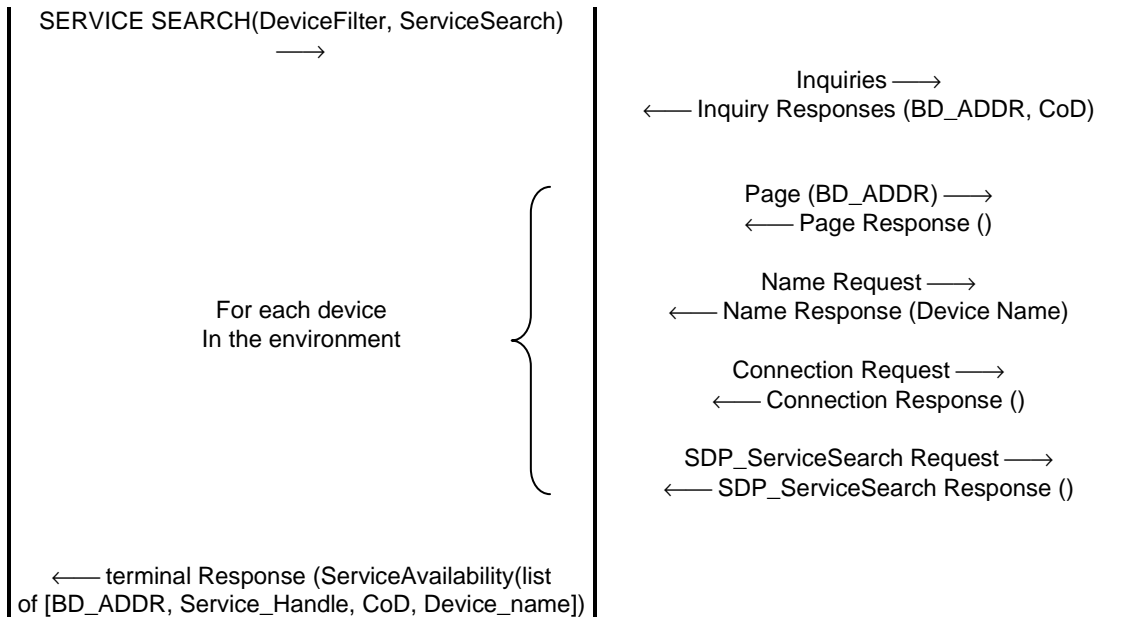 SERVICE SEARCH(DeviceFilter, ServiceSearch)
⟶
Inquiries ⟶
⟵ Inquiry Responses (BD_ADDR, CoD)
Page (BD_ADDR) ⟶
⟵ Page Response ()
Name Request ⟶
⟵ Name Response (Device Name)
For each device
In the environment
Connection Request ⟶
⟵ Connection Response ()
SDP_ServiceSearch Request ⟶
⟵ SDP_ServiceSearch Response ()
⟵ terminal Response (ServiceAvailability(list
of [BD_ADDR, Service_Handle, CoD, Device_name])